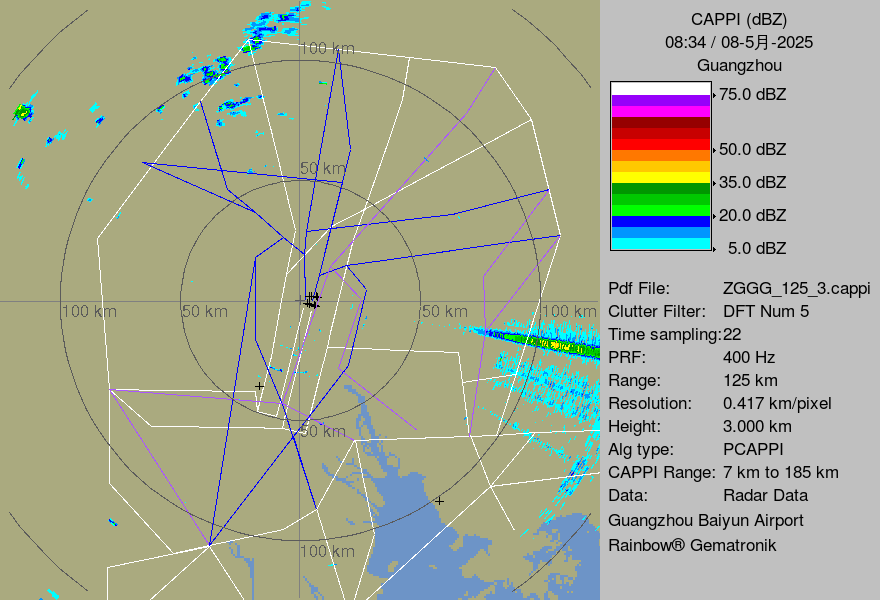 100 km
50 km
100 km
50 km
50 km
100 km
50 km
100 km
CAPPI (dBZ)
08:34 / 08-5月-2025
Guangzhou
75.0 dBZ
50.0 dBZ
35.0 dBZ
20.0 dBZ
5.0 dBZ
Pdf File: ZGGG_125_3.cappi
Clutter Filter: DFT Num 5
Time sampling:22
PRF: 400 Hz
Range: 125 km
Resolution: 0.417 km/pixel
Height: 3.000 km
Alg type: PCAPPI
CAPPI Range: 7 km to 185 km
Data: Radar Data
Guangzhou Baiyun Airport
Rainbow® Gematronik